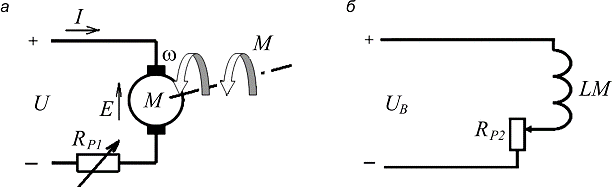 а
I
+
ω
M
U
E
M
R_P1
−
б
+
U_B
R_P2
LM
−